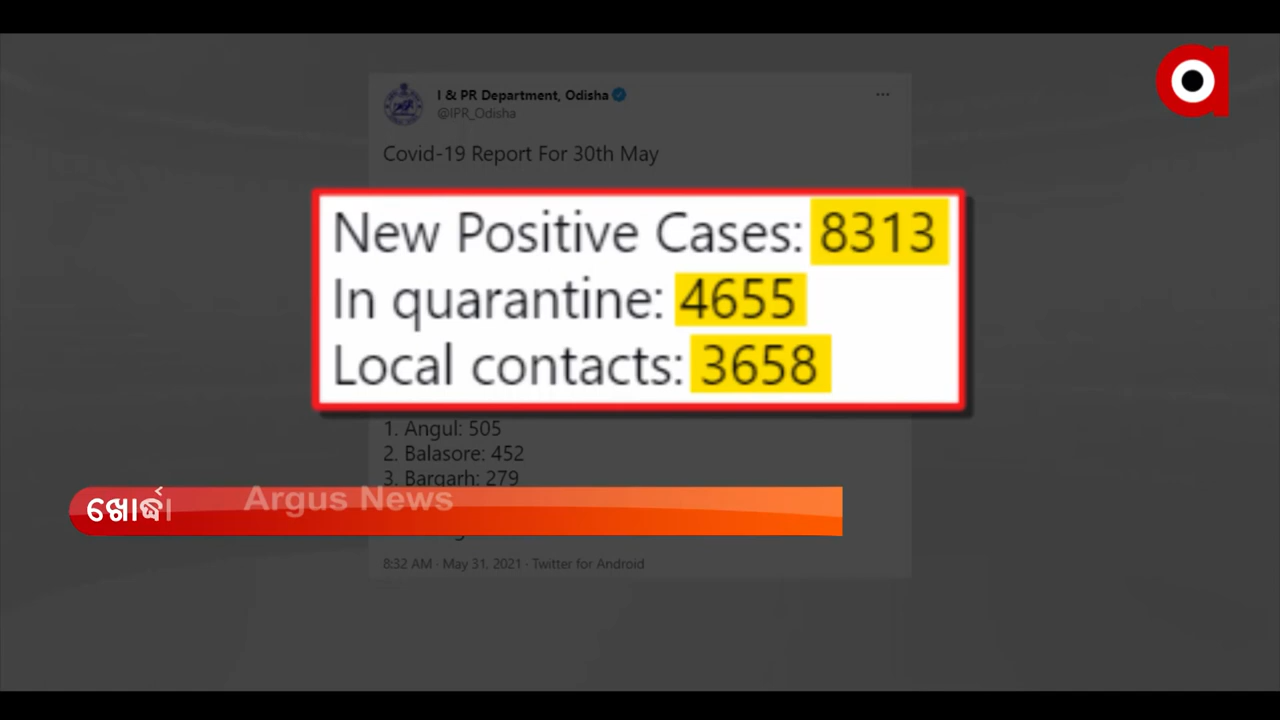 I & PR Department, Odisha
@IPR_Odisha
Covid-19 Report For 30th May
New Positive Cases: 8313
In quarantine: 4655
Local contacts: 3658
1. Angul: 505
2. Balasore: 452
3. Bargarh: 279
ଖୋର୍ଦ୍ଧା
Argus News
8:32 AM · May 31, 2021 · Twitter for Android